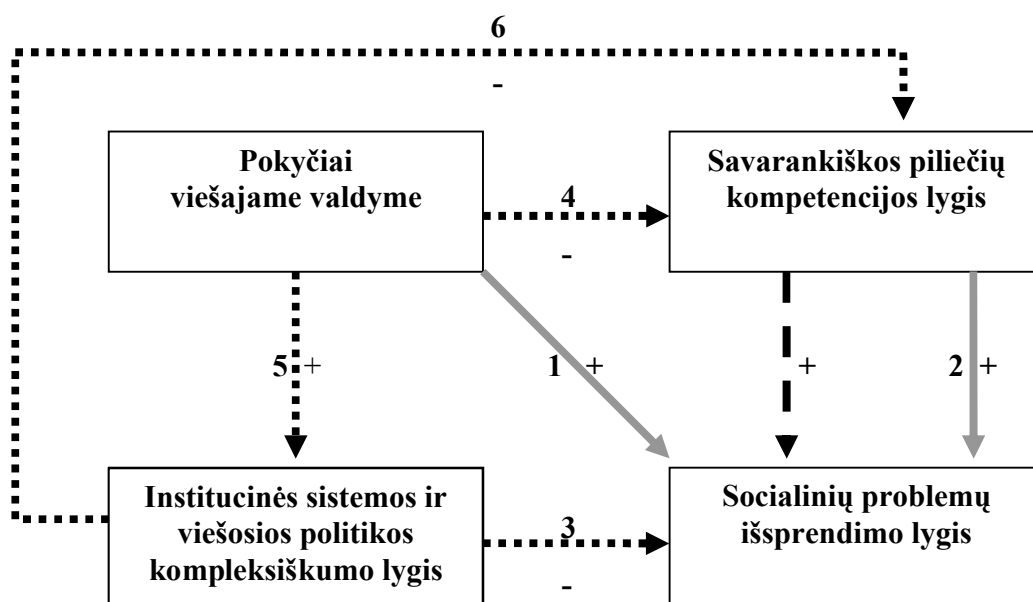 6
-
Pokyčiai
viešajame valdyme
4
-
Savarankiškos piliečių
kompetencijos lygis
5 +
1 +
+
2 +
Institucinės sistemos ir
viešosios politikos
kompleksiškumo lygis
3
-
Socialinių problemų
išsprendimo lygis